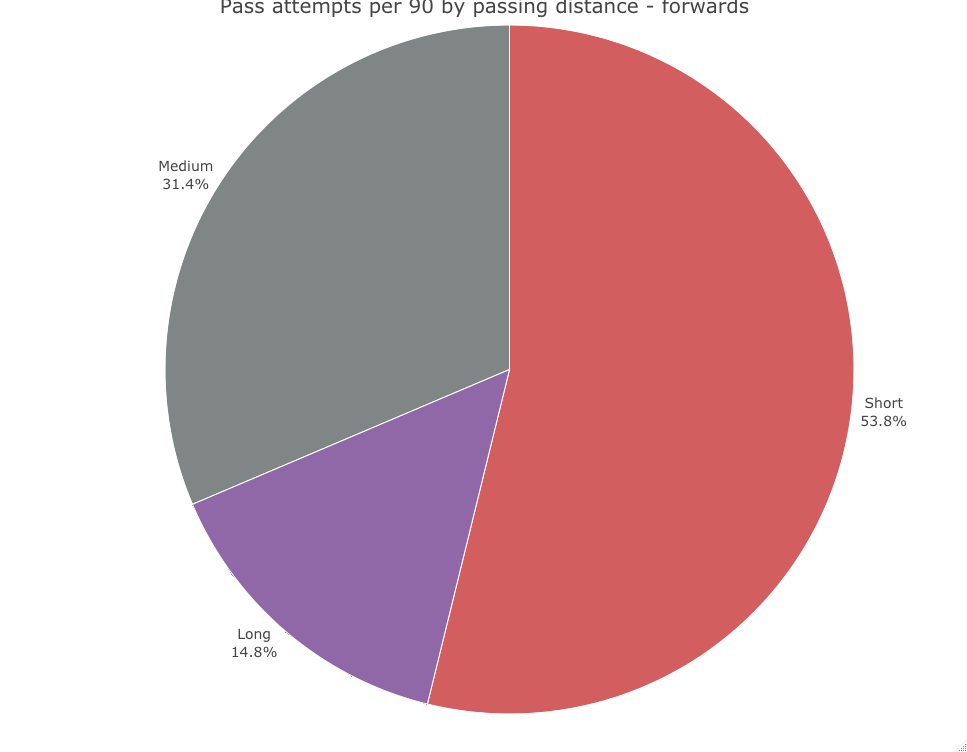 Pass attempts per 90 by passing distance - forwards
Medium
31.4%
Short
53.8%
Long
14.8%